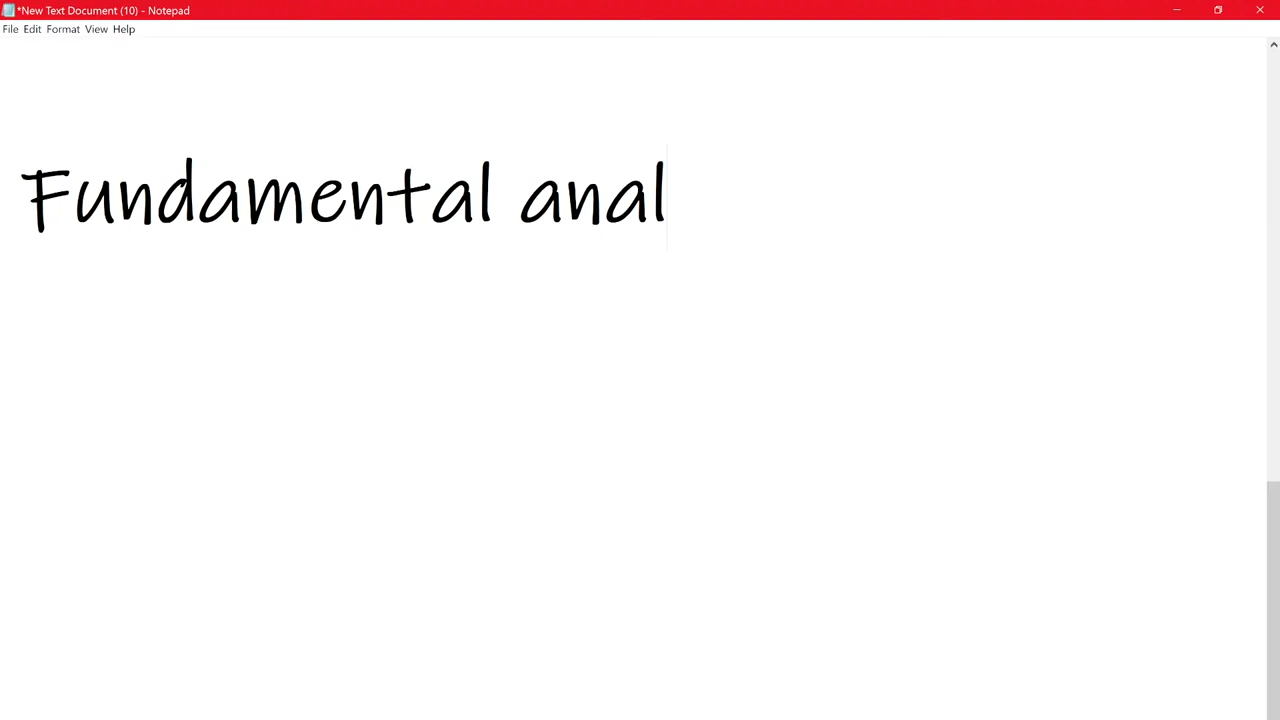 *New Text Document (10) - Notepad
File Edit Format View Help
Fundamental anal